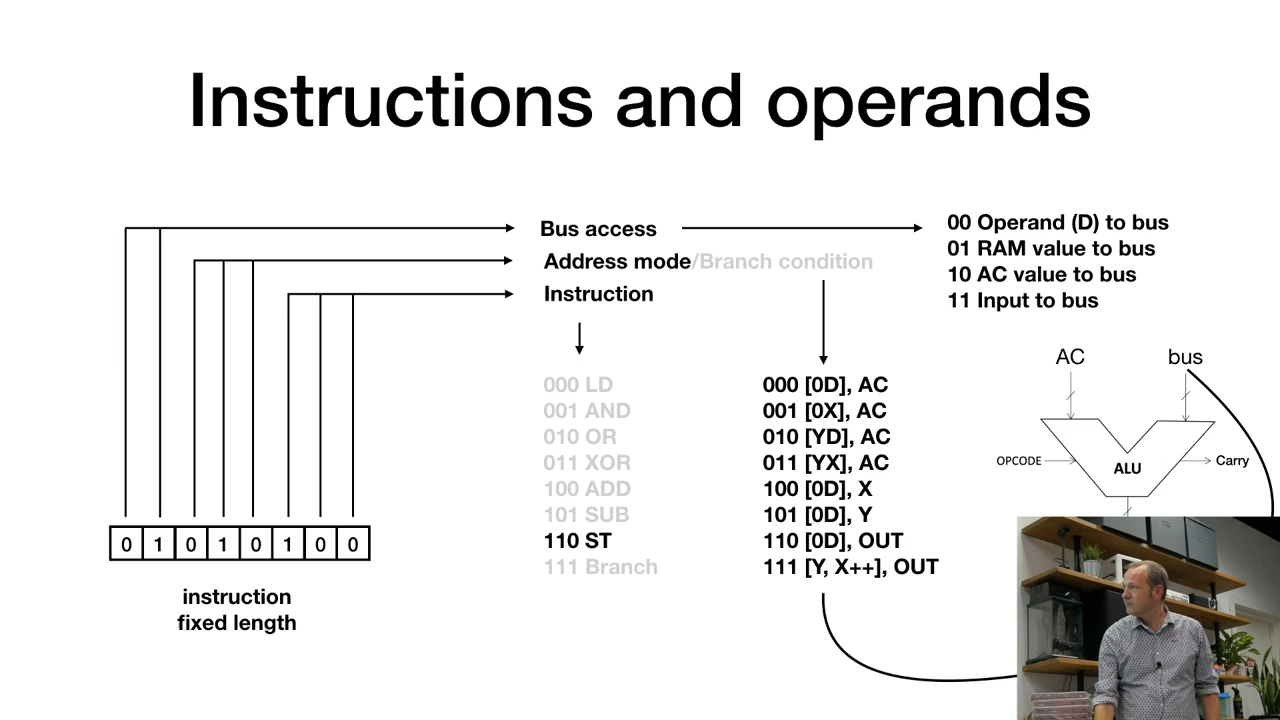 Instructions and operands
Bus access
Address mode/Branch condition
Instruction
00 Operand (D) to bus
01 RAM value to bus
10 AC value to bus
11 Input to bus
000 LD
001 AND
010 OR
011 XOR
100 ADD
101 SUB
110 ST
111 Branch
000 [0D], AC
001 [0X], AC
010 [YD], AC
011 [YX], AC
100 [0D], X
101 [0D], Y
110 [0D], OUT
111 [Y, X++], OUT
AC
bus
OPCODE
ALU
Carry
0 1 0 1 0 1 0 0
instruction
fixed length